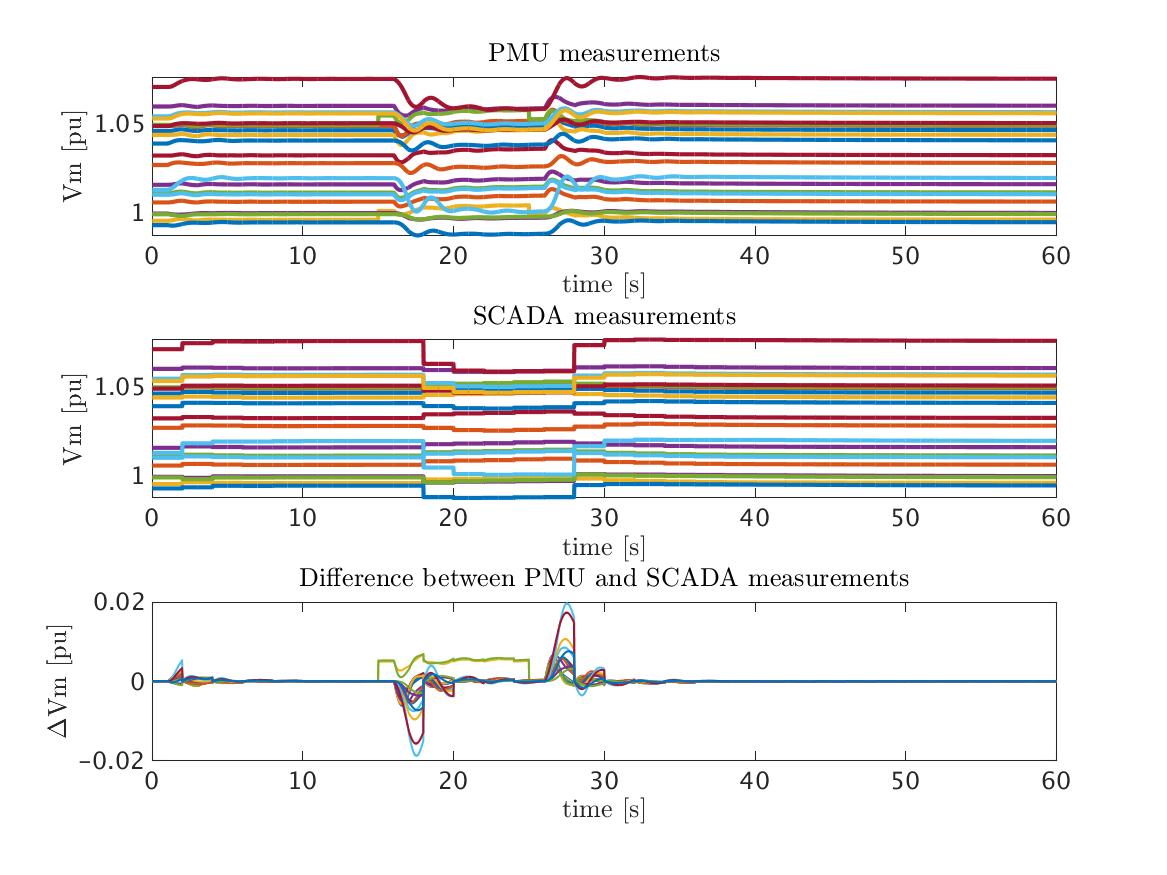 PMU measurements
1.05
1
Vm [pu]
0 10 20 30 40 50 60
time [s]
SCADA measurements
1.05
1
Vm [pu]
0 10 20 30 40 50 60
time [s]
Difference between PMU and SCADA measurements
0.02
0
-0.02
ΔVm [pu]
0 10 20 30 40 50 60
time [s]